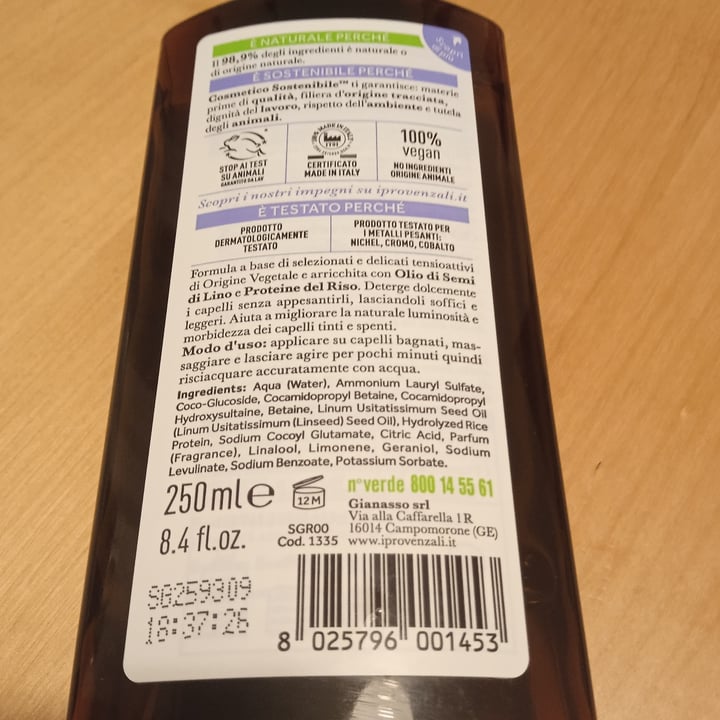 È NATURALE PERCHÉ
Scopri
di più
Il 98,9% degli ingredienti è naturale o
di origine naturale.
È SOSTENIBILE PERCHÉ
Cosmetico Sostenibile™ ti garantisce: materie
prime di qualità, filiera d'origine tracciata,
dignità del lavoro, rispetto dell'ambiente e tutela
degli animali.
STOP AI TEST
SU ANIMALI
GARANTISCE DA LAV
CERTIFICATO
MADE IN ITALY
100%
vegan
NO INGREDIENTI
ORIGINE ANIMALE
Scopri i nostri impegni su iprovenzali.it
È TESTATO PERCHÉ
PRODOTTO
DERMATOLOGICAMENTE
TESTATO
PRODOTTO TESTATO PER
I METALLI PESANTI:
NICHEL, CROMO, COBALTO
Formula a base di selezionati e delicati tensioattivi
di Origine Vegetale e arricchita con Olio di Semi
di Lino e Proteine del Riso. Deterge dolcemente
i capelli senza appesantirli, lasciandoli soffici e
leggeri. Aiuta a migliorare la naturale luminosità e
morbidezza dei capelli tinti e spenti.
Modo d'uso: applicare su capelli bagnati, mas-
saggiare e lasciare agire per pochi minuti quindi
risciacquare accuratamente con acqua.
Ingredients: Aqua (Water), Ammonium Lauryl Sulfate,
Coco-Glucoside, Cocamidopropyl Betaine, Cocamidopropyl
Hydroxysultaine, Betaine, Linum Usitatissimum Seed Oil
(Linum Usitatissimum (Linseed) Seed Oil), Hydrolyzed Rice
Protein, Sodium Cocoyl Glutamate, Citric Acid, Parfum
(Fragrance), Linalool, Limonene, Geraniol, Sodium
Levulinate, Sodium Benzoate, Potassium Sorbate.
250 ml e
8.4 fl.oz.
12 M
SGR00
Cod. 1335
n°verde 800 14 55 61
Gianasso srl
Via alla Caffarella 1R
16014 Campomorone (GE)
www.iprovenzali.it
SB259309
18:37:26
8 025796 001453